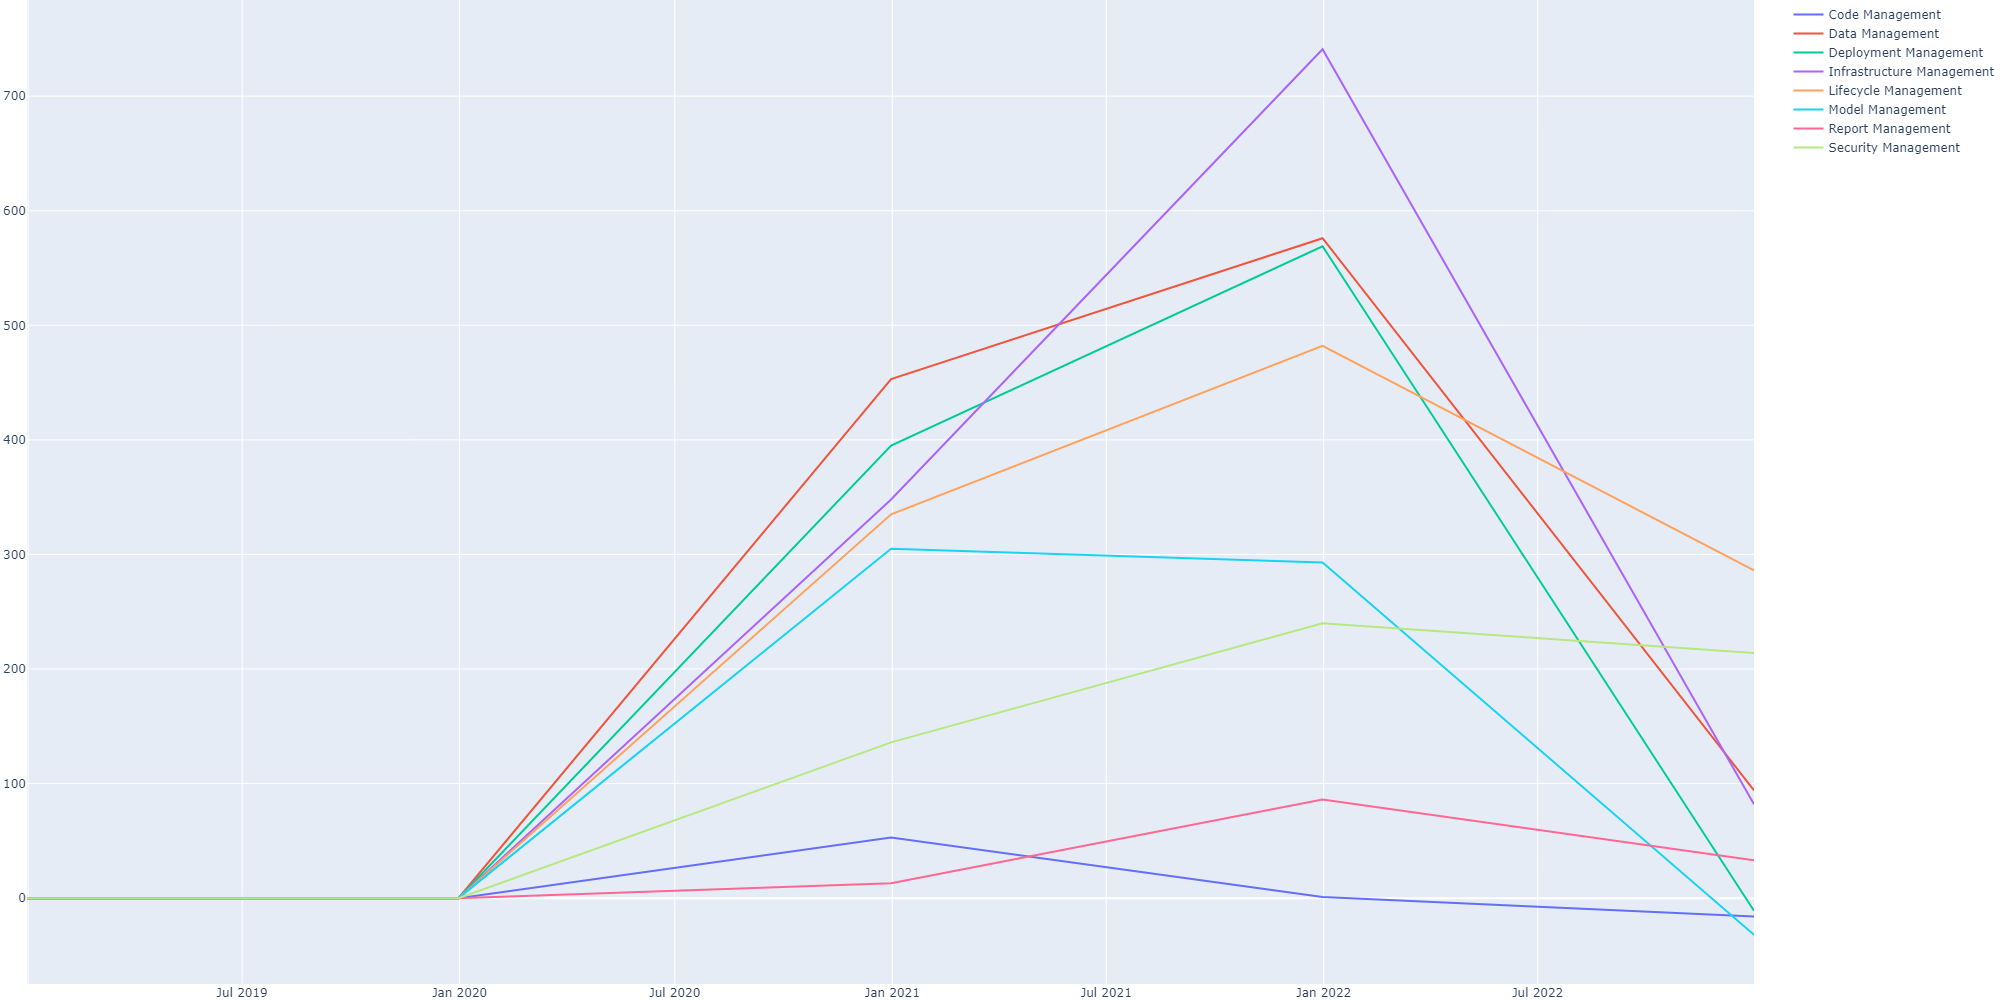 Code Management
Data Management
Deployment Management
Infrastructure Management
Lifecycle Management
Model Management
Report Management
Security Management
700
600
500
400
300
200
100
0
Jul 2019 Jan 2020 Jul 2020 Jan 2021 Jul 2021 Jan 2022 Jul 2022